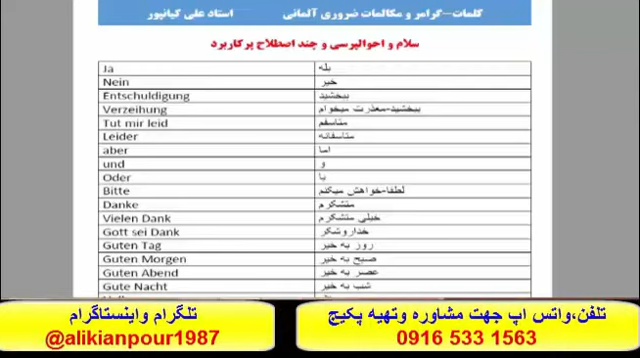 کلمات–گرامر و مکالمات ضروری آلمانی استاد علی کیانپور
سلام و احوالپرسی و چند اصطلاح پرکاربرد
Ja بله
Nein خیر
Entschuldigung ببخشید
Verzeihung ببخشید-معذرت میخوام
Tut mir leid متاسفم
Leider متاسفانه
aber اما
und و
Oder یا
Bitte لطفا-خواهش میکنم
Danke متشکرم
Vielen Dank خیلی متشکرم
Gott sei Dank خداروشکر
Guten Tag روز به خیر
Guten Morgen صبح به خیر
Guten Abend عصر به خیر
Gute Nacht شب به خیر
تلگرام واینستاگرام
@alikianpour1987
تلفن،واتس اپ جهت مشاوره وتهیه پکیج
0916 533 1563